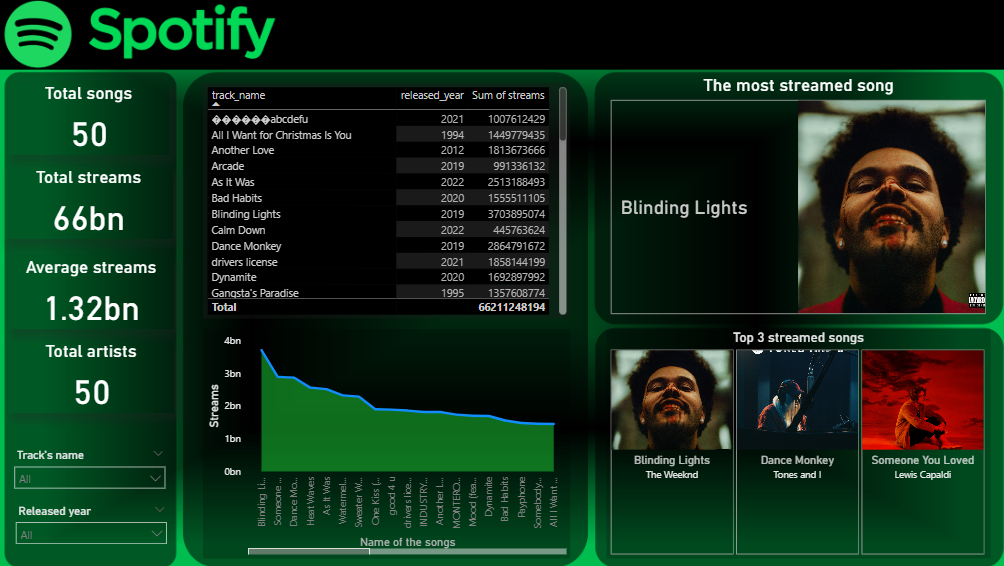 Spotify
Total songs
50
Total streams
66bn
Average streams
1.32bn
Total artists
50
Track's name
All
Released year
All
track_name released_year Sum of streams
������abcdefu 2021 1007612429
All I Want for Christmas Is You 1994 1449779435
Another Love 2012 1813673666
Arcade 2019 991336132
As It Was 2022 2513188493
Bad Habits 2020 1555511105
Blinding Lights 2019 3703895074
Calm Down 2022 445763624
Dance Monkey 2019 2864791672
drivers license 2021 1858144199
Dynamite 2020 1692897992
Gangsta's Paradise 1995 1357608774
Total 66211248194
4bn
3bn
2bn
1bn
0bn
Streams
Blinding Li...
Someone ...
Dance Mo...
Heat Waves
As It Was
Watermel...
Sweater W...
One Kiss (...
good 4 u
drivers lice...
INDUSTRY...
Another L...
MONTERO...
Mood (fea...
Dynamite
Bad Habits
Payphone
Somebody...
All I Want ...
Name of the songs
The most streamed song
Blinding Lights
Top 3 streamed songs
Blinding Lights
The Weeknd
Dance Monkey
Tones and I
Someone You Loved
Lewis Capaldi